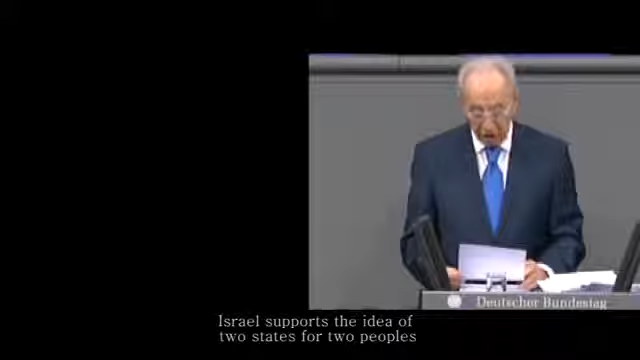 Deutscher Bundestag
Israel supports the idea of
two states for two peoples